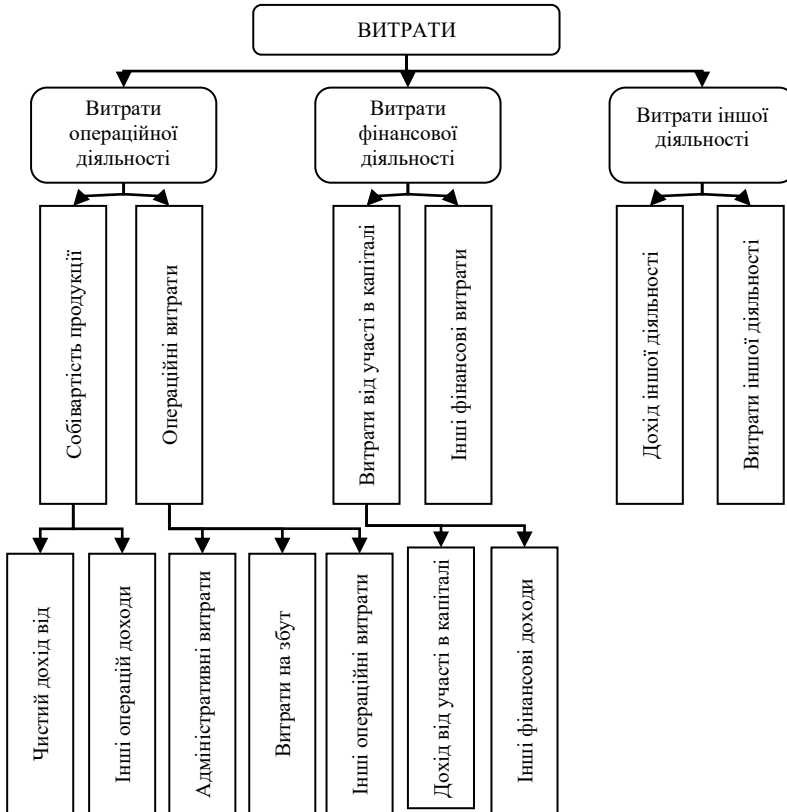 ВИТРАТИ
Витрати
операційної
діяльності
Витрати
фінансової
діяльності
Витрати іншої
діяльності
Собівартість продукції
Операційні витрати
Витрати від участі в капіталі
Інші фінансові витрати
Дохід іншої діяльності
Витрати іншої діяльності
Чистий дохід від
Інші операцій доходи
Адміністративні витрати
Витрати на збут
Інші операційні витрати
Дохід від участі в капіталі
Інші фінансові доходи